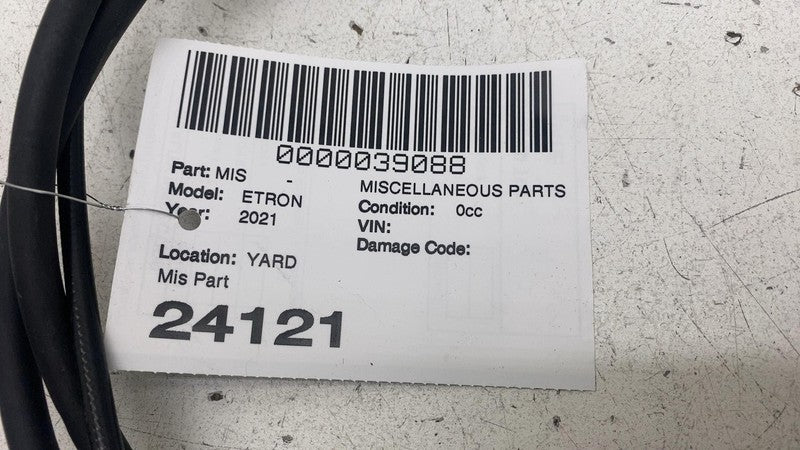 0000039088
Part: MIS - MISCELLANEOUS PARTS
Model: ETRON Condition: 0cc
Year: 2021 VIN:
Damage Code:
Location: YARD
Mis Part
24121